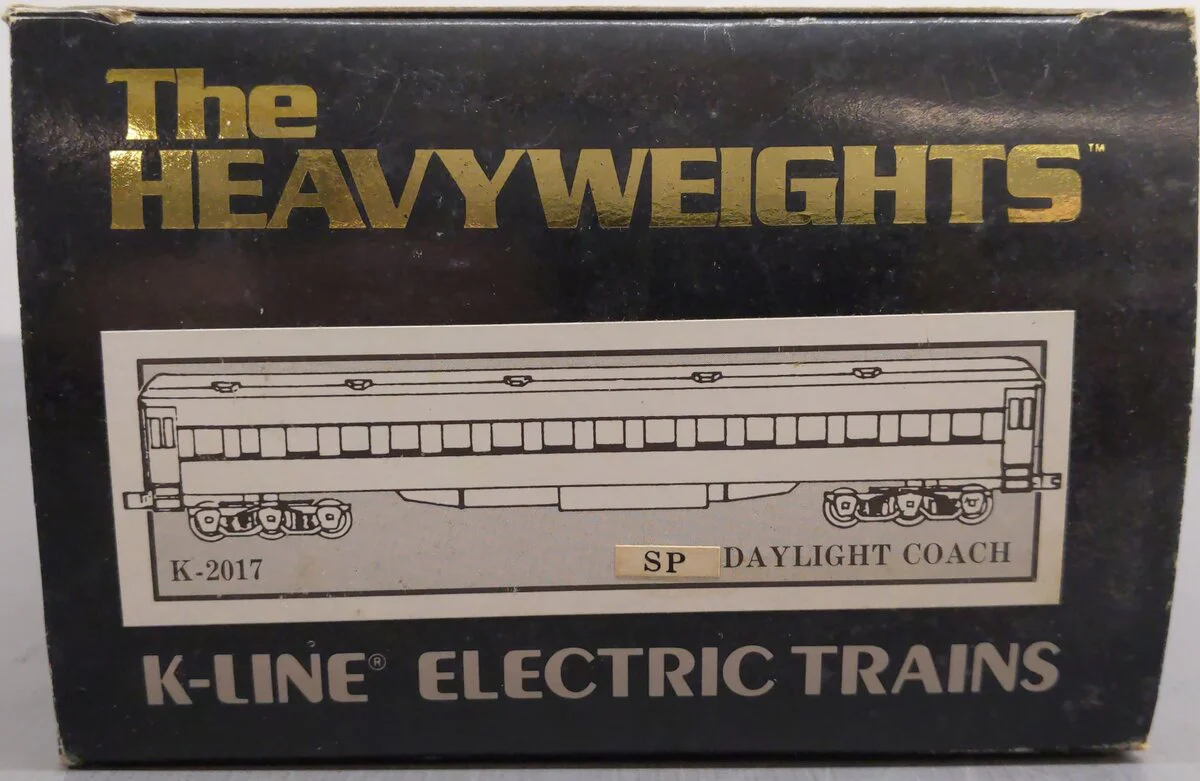 The
HEAVYWEIGHTS™
K-2017 SP DAYLIGHT COACH
K-LINE® ELECTRIC TRAINS